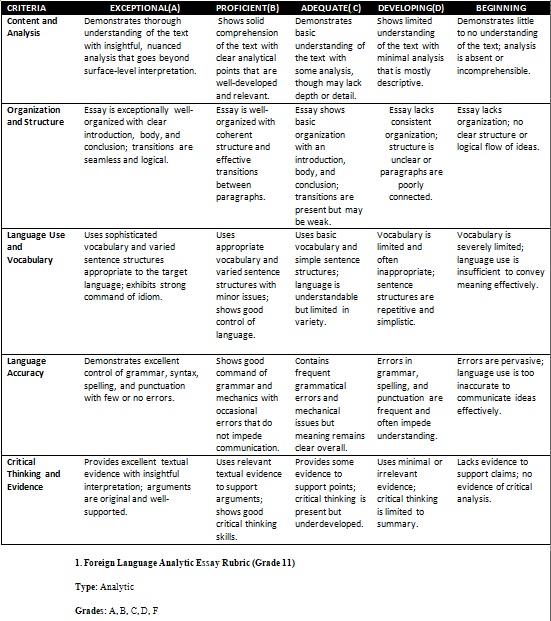 CRITERIA EXCEPTIONAL(A) PROFICIENT(B) ADEQUATE( C) DEVELOPING(D) BEGINNING
Content and
Analysis
Demonstrates thorough
understanding of the text
with insightful, nuanced
analysis that goes beyond
surface-level interpretation.
Shows solid
comprehension
of the text with
clear analytical
points that are
well-developed
and relevant.
Demonstrates
basic
understanding of
the text with
some analysis,
though may lack
depth or detail.
Shows limited
understanding
of the text with
minimal analysis
that is mostly
descriptive.
Demonstrates little
to no understanding
of the text; analysis
is absent or
incomprehensible.
Organization
and Structure
Essay is exceptionally well-
organized with clear
introduction, body, and
conclusion; transitions are
seamless and logical.
Essay is well-
organized with
coherent
structure and
effective
transitions
between
paragraphs.
Essay shows
basic
organization
with an
introduction,
body, and
conclusion;
transitions are
present but may
be weak.
Essay lacks
consistent
organization;
structure is
unclear or
paragraphs are
poorly
connected.
Essay lacks
organization; no
clear structure or
logical flow of ideas.
Language Use
and
Vocabulary
Uses sophisticated
vocabulary and varied
sentence structures
appropriate to the target
language; exhibits strong
command of idiom.
Uses
appropriate
vocabulary and
varied sentence
structures with
minor issues;
shows good
control of
language.
Uses basic
vocabulary and
simple sentence
structures;
language is
understandable
but limited in
variety.
Vocabulary is
limited and
often
inappropriate;
sentence
structures are
repetitive and
simplistic.
Vocabulary is
severely limited;
language use is
insufficient to convey
meaning effectively.
Language
Accuracy
Demonstrates excellent
control of grammar, syntax,
spelling, and punctuation
with few or no errors.
Shows good
command of
grammar and
mechanics with
occasional
errors that do
not impede
communication.
Contains
frequent
grammatical
errors and
mechanical
issues but
meaning remains
clear overall.
Errors in
grammar,
spelling, and
punctuation are
frequent and
often impede
understanding.
Errors are pervasive;
language use is too
inaccurate to
communicate ideas
effectively.
Critical
Thinking and
Evidence
Provides excellent textual
evidence with insightful
interpretation; arguments
are original and well-
supported.
Uses relevant
textual evidence
to support
arguments;
shows good
critical thinking
skills.
Provides some
evidence to
support points;
critical thinking is
present but
underdeveloped.
Uses minimal or
irrelevant
evidence;
critical thinking
is limited to
summary.
Lacks evidence to
support claims; no
evidence of critical
analysis.
1. Foreign Language Analytic Essay Rubric (Grade 11)
Type: Analytic
Grades: A, B, C, D, F